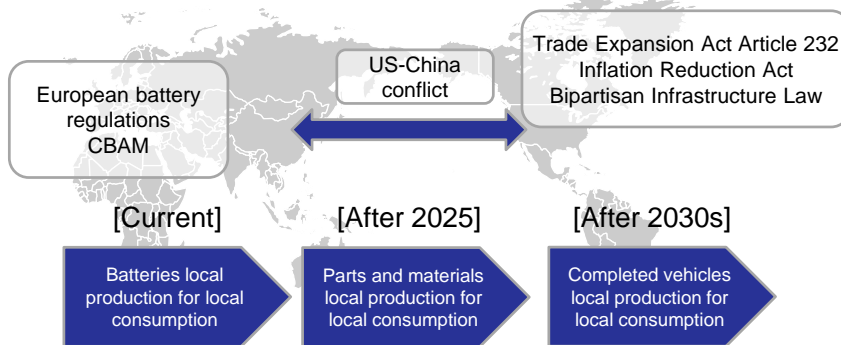 Trade Expansion Act Article 232
Inflation Reduction Act
Bipartisan Infrastructure Law
US-China
conflict
European battery
regulations
CBAM
[Current]
[After 2025]
[After 2030s]
Batteries local
production for local
consumption
Parts and materials
local production for
local consumption
Completed vehicles
local production for
local consumption